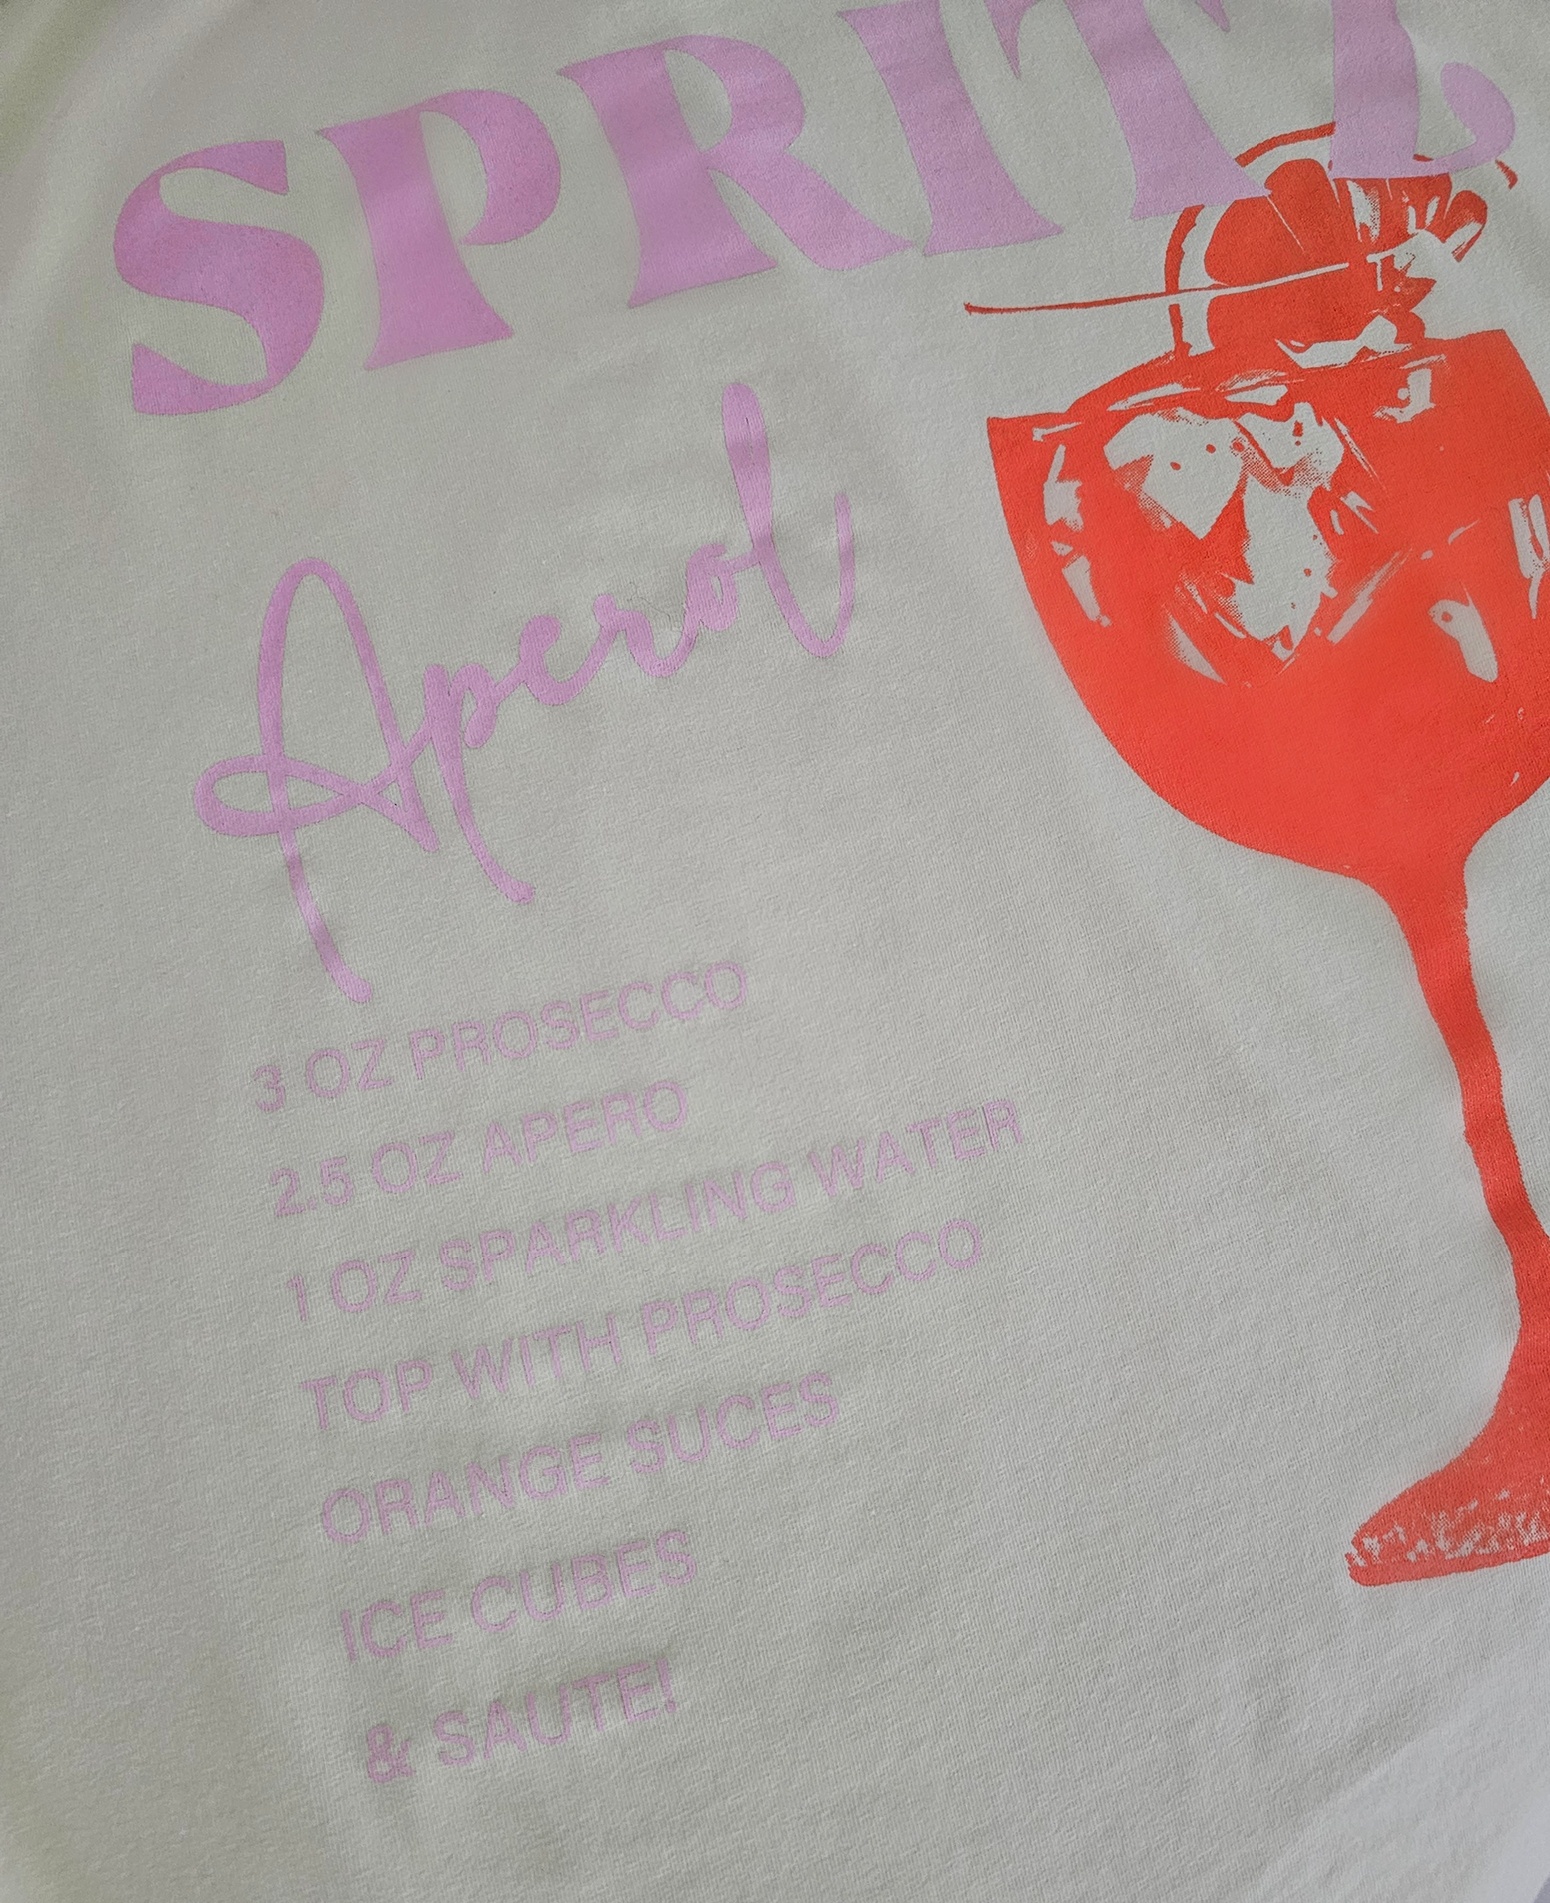 SPRITZ
Aperol
3 OZ PROSECCO
2.5 OZ APERO
1 OZ SPARKLING WATER
TOP WITH PROSECCO
ORANGE SUCES
ICE CUBES
& SAUTE!